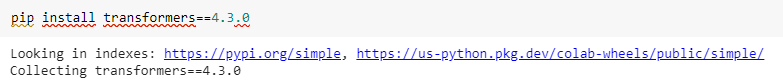 pip install transformers==4.3.0
Looking in indexes: https://pypi.org/simple, https://us-python.pkg.dev/colab-wheels/public/simple/
Collecting transformers==4.3.0